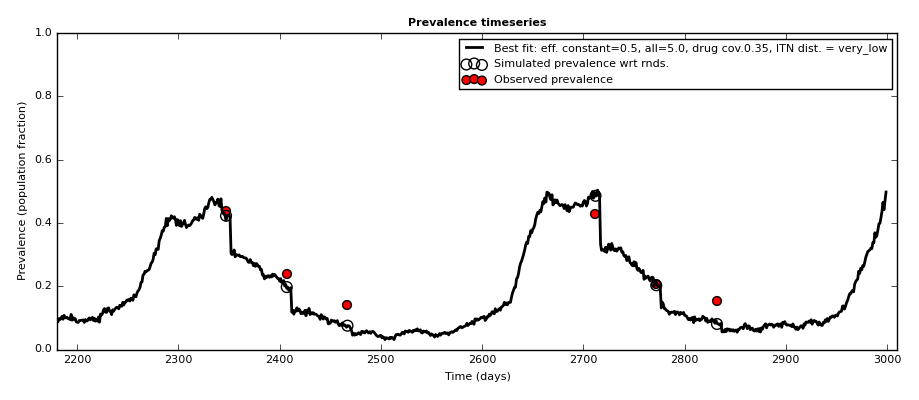 Prevalence timeseries
1.0
0.8
0.6
0.4
0.2
0.0
Prevalence (population fraction)
Best fit: eff. constant=0.5, all=5.0, drug cov.0.35, ITN dist. = very_low
Simulated prevalence wrt rnds.
Observed prevalence
2200 2300 2400 2500 2600 2700 2800 2900 3000
Time (days)